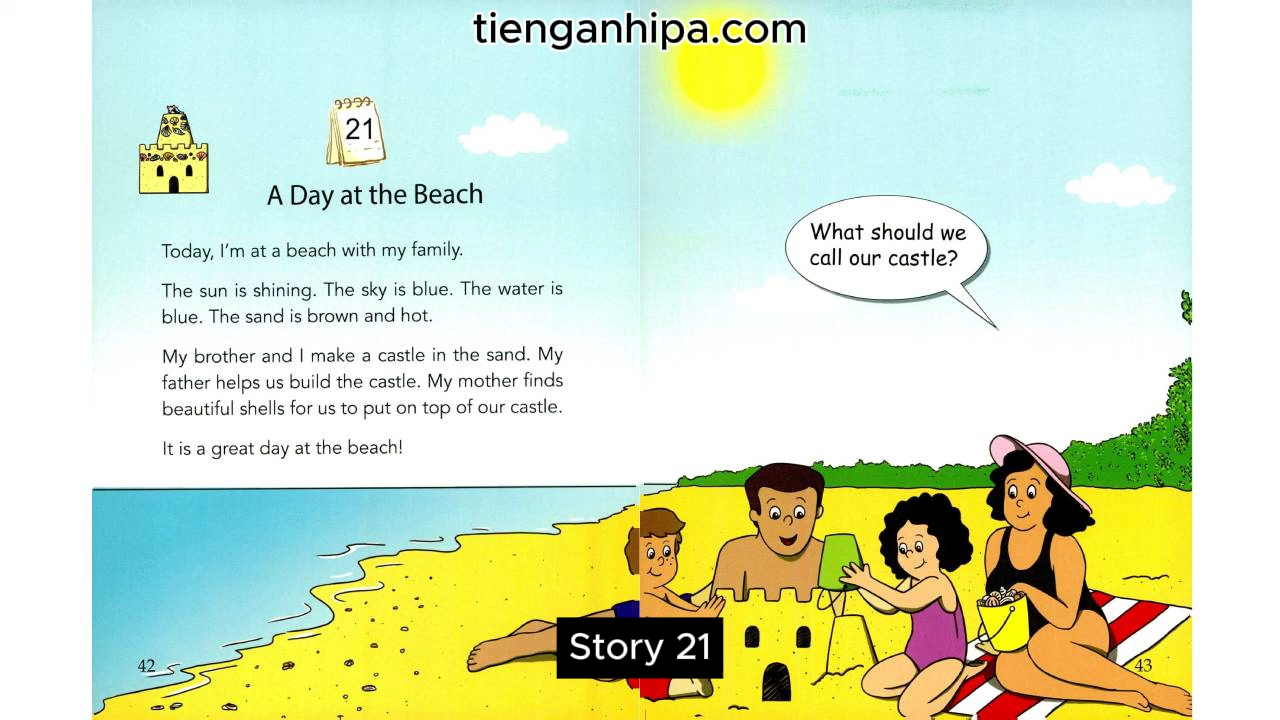 tienganhipa.com
21
A Day at the Beach
Today, I'm at a beach with my family.
The sun is shining. The sky is blue. The water is
blue. The sand is brown and hot.
My brother and I make a castle in the sand. My
father helps us build the castle. My mother finds
beautiful shells for us to put on top of our castle.
It is a great day at the beach!
What should we
call our castle?
Story 21
42
43